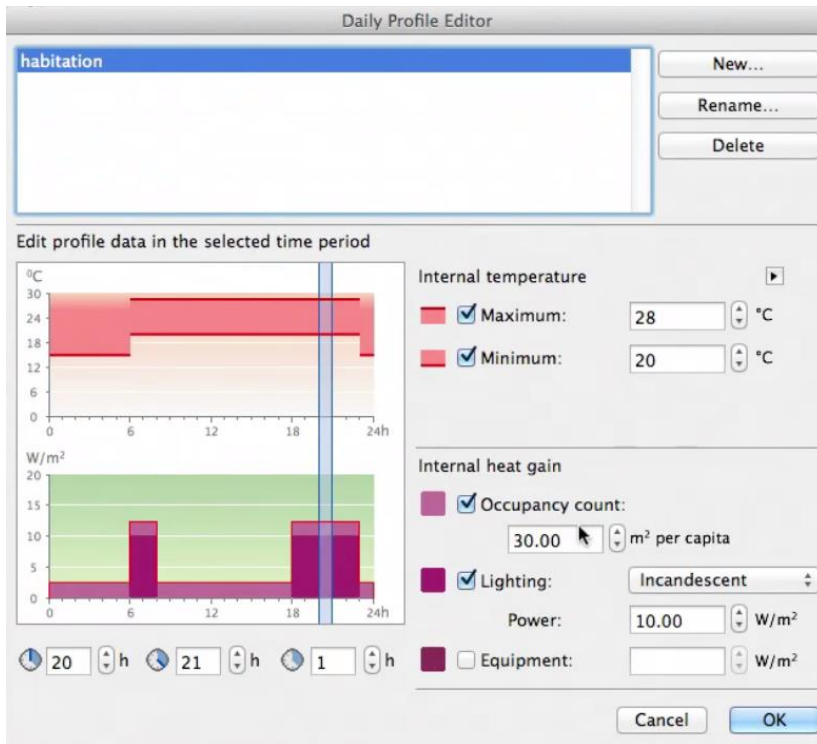 Daily Profile Editor
habitation
New...
Rename...
Delete
Edit profile data in the selected time period
°C
30
24
18
12
6
0
0 6 12 18 24h
W/m²
20
15
10
5
0
0 6 12 18 24h
20 h 21 h 1 h
Internal temperature
Maximum: 28 °C
Minimum: 20 °C
Internal heat gain
Occupancy count:
30.00 m² per capita
Lighting: Incandescent
Power: 10.00 W/m²
Equipment: W/m²
Cancel OK